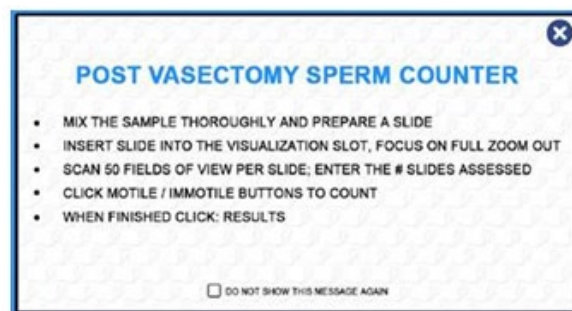 POST VASECTOMY SPERM COUNTER
• MIX THE SAMPLE THOROUGHLY AND PREPARE A SLIDE
• INSERT SLIDE INTO THE VISUALIZATION SLOT, FOCUS ON FULL ZOOM OUT
• SCAN 50 FIELDS OF VIEW PER SLIDE; ENTER THE # SLIDES ASSESSED
• CLICK MOTILE / IMMOTILE BUTTONS TO COUNT
• WHEN FINISHED CLICK: RESULTS
DO NOT SHOW THIS MESSAGE AGAIN